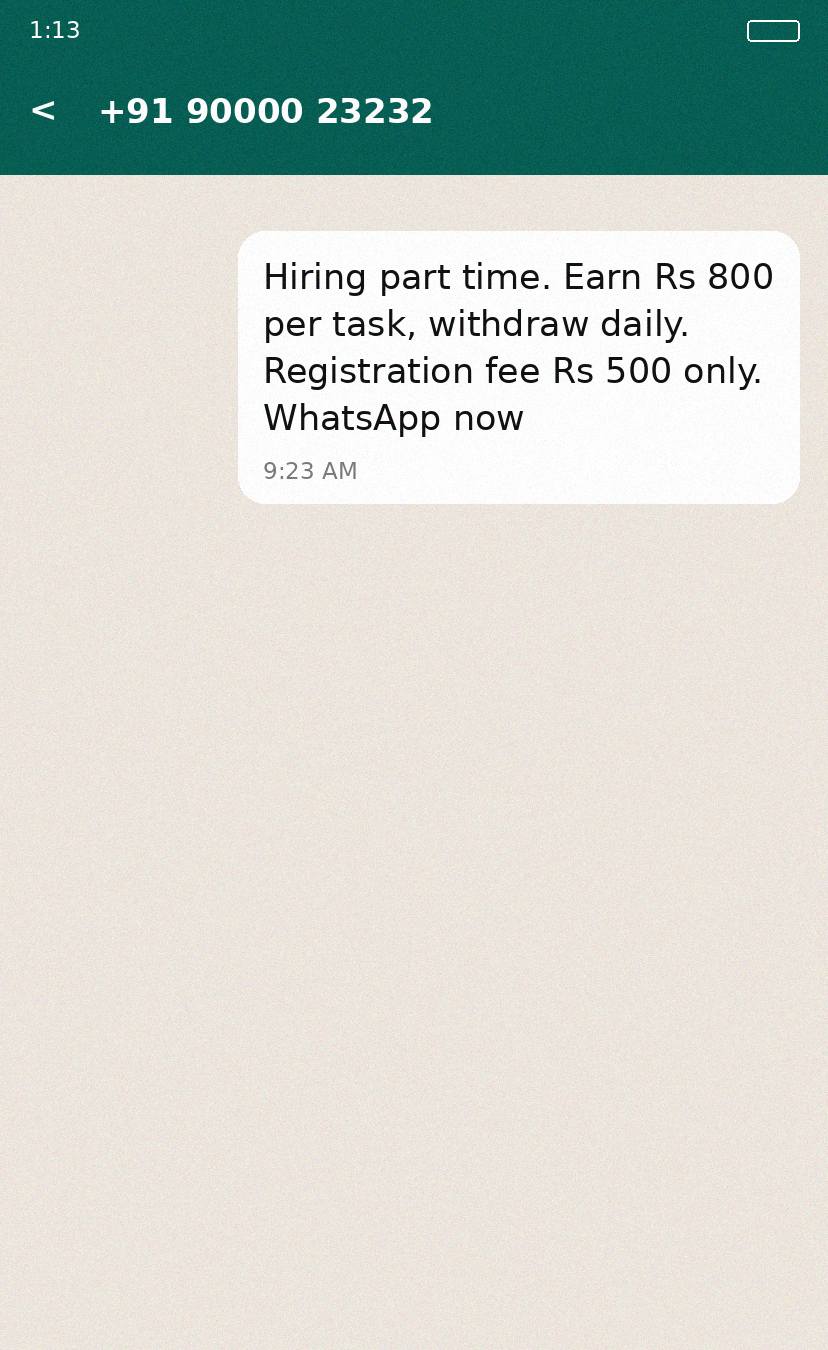 1:13
< +91 90000 23232
Hiring part time. Earn Rs 800
per task, withdraw daily.
Registration fee Rs 500 only.
WhatsApp now
9:23 AM